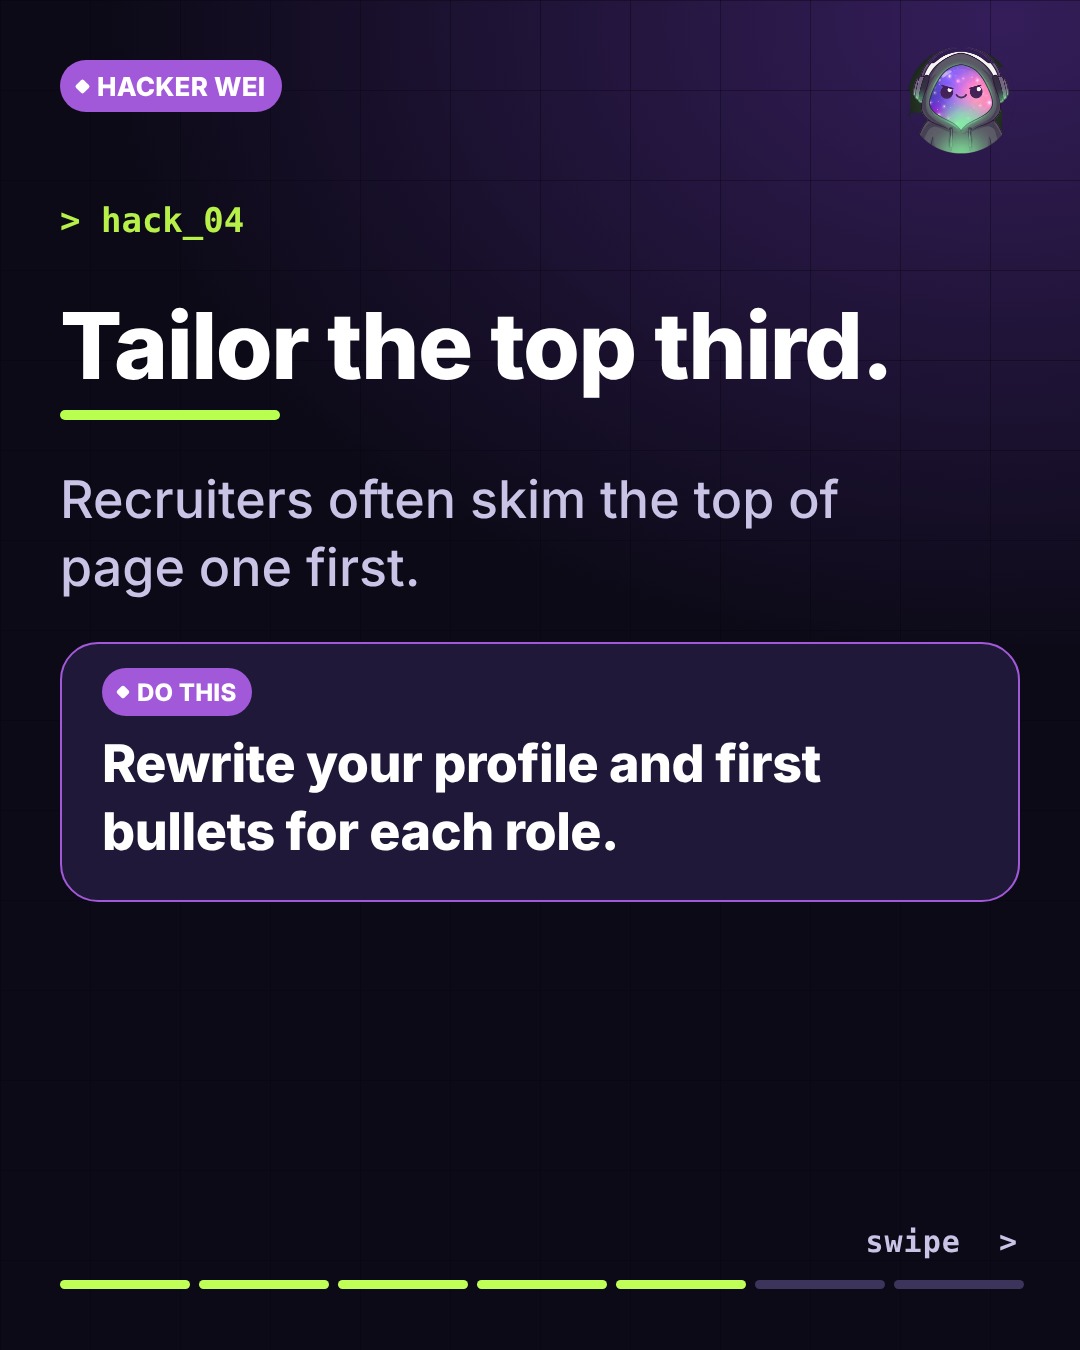 HACKER WEI
> hack_04
Tailor the top third.
Recruiters often skim the top of
page one first.
DO THIS
Rewrite your profile and first
bullets for each role.
swipe >